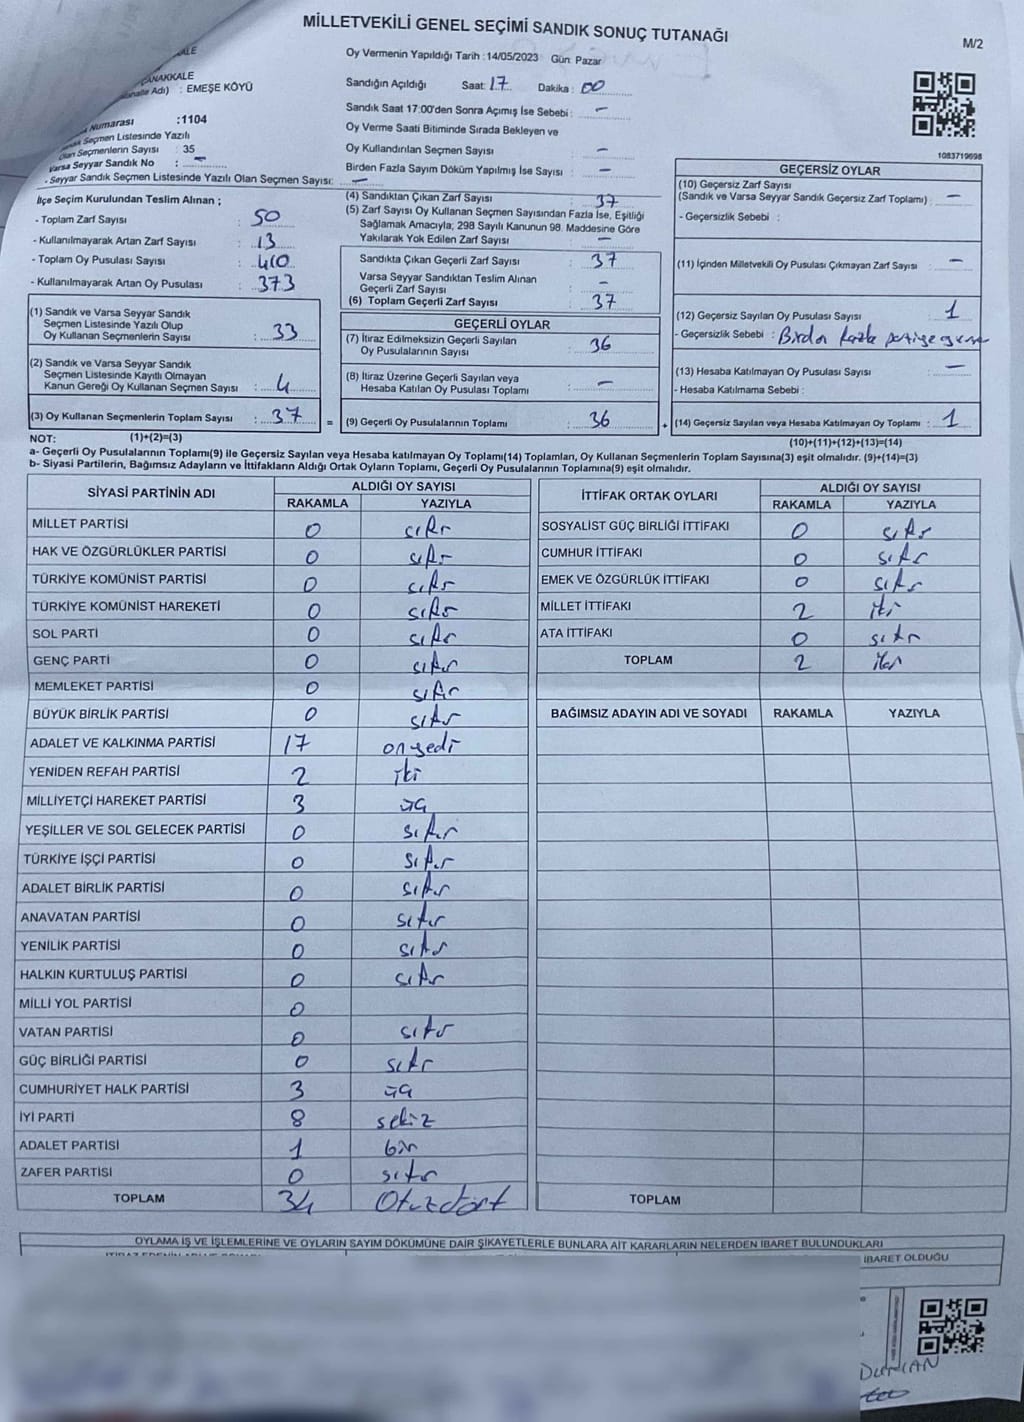 MİLLETVEKİLİ GENEL SEÇİMİ SANDIK SONUÇ TUTANAĞI
M/2
ÇANAKKALE
Adı) : EMEŞE KÖYÜ
Numarası :1104
Seçmen Listesinde Yazılı
Olan Seçmenlerin Sayısı : 35
Varsa Seyyar Sandık No : -
Seyyar Sandık Seçmen Listesinde Yazılı Olan Seçmen Sayısı: -
Oy Vermenin Yapıldığı Tarih : 14/05/2023 Gün: Pazar
Sandığın Açıldığı Saat: 17 Dakika : 00
Sandık Saat 17:00'den Sonra Açımış İse Sebebi : -
Oy Verme Saati Bitiminde Sırada Bekleyen ve
Oy Kullandırılan Seçmen Sayısı : -
Birden Fazla Sayım Döküm Yapılmış İse Sayısı : -
1083719698
İlçe Seçim Kurulundan Teslim Alınan ;
- Toplam Zarf Sayısı : 50
- Kullanılmayarak Artan Zarf Sayısı : 13
- Toplam Oy Pusulası Sayısı : 410
- Kullanılmayarak Artan Oy Pusulası : 373
(1) Sandık ve Varsa Seyyar Sandık
Seçmen Listesinde Yazılı Olup
Oy Kullanan Seçmenlerin Sayısı : 33
(2) Sandık ve Varsa Seyyar Sandık
Seçmen Listesinde Kayıtlı Olmayan
Kanun Gereği Oy Kullanan Seçmen Sayısı : 4
(3) Oy Kullanan Seçmenlerin Toplam Sayısı : 37 =
(4) Sandıktan Çıkan Zarf Sayısı : 37
(5) Zarf Sayısı Oy Kullanan Seçmen Sayısından Fazla İse, Eşitliği
Sağlamak Amacıyla; 298 Sayılı Kanunun 98. Maddesine Göre
Yakılarak Yok Edilen Zarf Sayısı : -
Sandıkta Çıkan Geçerli Zarf Sayısı : 37
Varsa Seyyar Sandıktan Teslim Alınan
Geçerli Zarf Sayısı : -
(6) Toplam Geçerli Zarf Sayısı : 37
GEÇERLİ OYLAR
(7) İtiraz Edilmeksizin Geçerli Sayılan
Oy Pusulalarının Sayısı : 36
(8) İtiraz Üzerine Geçerli Sayılan veya
Hesaba Katılan Oy Pusulası Toplamı : -
(9) Geçerli Oy Pusulalarının Toplamı : 36 +
GEÇERSİZ OYLAR
(10) Geçersiz Zarf Sayısı
(Sandık ve Varsa Seyyar Sandık Geçersiz Zarf Toplamı) : -
- Geçersizlik Sebebi :
(11) İçinden Milletvekili Oy Pusulası Çıkmayan Zarf Sayısı : -
(12) Geçersiz Sayılan Oy Pusulası Sayısı : 1
- Geçersizlik Sebebi : Birden fazla partiye
(13) Hesaba Katılmayan Oy Pusulası Sayısı : -
- Hesaba Katılmama Sebebi :
(14) Geçersiz Sayılan veya Hesaba Katılmayan Oy Toplamı : 1
NOT: (1)+(2)=(3)
(10)+(11)+(12)+(13)=(14)
a- Geçerli Oy Pusulalarının Toplamı(9) ile Geçersiz Sayılan veya Hesaba katılmayan Oy Toplamı(14) Toplamları, Oy Kullanan Seçmenlerin Toplam Sayısına(3) eşit olmalıdır. (9)+(14)=(3)
b- Siyasi Partilerin, Bağımsız Adayların ve İttifakların Aldığı Ortak Oyların Toplamı, Geçerli Oy Pusulalarının Toplamına(9) eşit olmalıdır.
SİYASİ PARTİNİN ADI ALDIĞI OY SAYISI
RAKAMLA YAZIYLA
MİLLET PARTİSİ 0 sıfır
HAK VE ÖZGÜRLÜKLER PARTİSİ 0 sıfır
TÜRKİYE KOMÜNİST PARTİSİ 0 sıfır
TÜRKİYE KOMÜNİST HAREKETİ 0 sıfır
SOL PARTİ 0 sıfır
GENÇ PARTİ 0 sıfır
MEMLEKET PARTİSİ 0 sıfır
BÜYÜK BİRLİK PARTİSİ 0 sıfır
ADALET VE KALKINMA PARTİSİ 17 onyedi
YENİDEN REFAH PARTİSİ 2 iki
MİLLİYETÇİ HAREKET PARTİSİ 3 üç
YEŞİLLER VE SOL GELECEK PARTİSİ 0 sıfır
TÜRKİYE İŞÇİ PARTİSİ 0 sıfır
ADALET BİRLİK PARTİSİ 0 sıfır
ANAVATAN PARTİSİ 0 sıfır
YENİLİK PARTİSİ 0 sıfır
HALKIN KURTULUŞ PARTİSİ 0 sıfır
MİLLİ YOL PARTİSİ 0
VATAN PARTİSİ 0 sıfır
GÜÇ BİRLİĞİ PARTİSİ 0 sıfır
CUMHURİYET HALK PARTİSİ 3 üç
İYİ PARTİ 8 sekiz
ADALET PARTİSİ 1 bir
ZAFER PARTİSİ 0 sıfır
TOPLAM 34 Otuzdört
İTTİFAK ORTAK OYLARI ALDIĞI OY SAYISI
RAKAMLA YAZIYLA
SOSYALİST GÜÇ BİRLİĞİ İTTİFAKI 0 sıfır
CUMHUR İTTİFAKI 0 sıfır
EMEK VE ÖZGÜRLÜK İTTİFAKI 0 sıfır
MİLLET İTTİFAKI 2 iki
ATA İTTİFAKI 0 sıfır
TOPLAM 2 iki
BAĞIMSIZ ADAYIN ADI VE SOYADI RAKAMLA YAZIYLA
TOPLAM
OYLAMA İŞ VE İŞLEMLERİNE VE OYLARIN SAYIM DÖKÜMÜNE DAİR ŞİKAYETLERLE BUNLARA AİT KARARLARIN NELERDEN İBARET BULUNDUKLARI
İBARET OLDUĞU